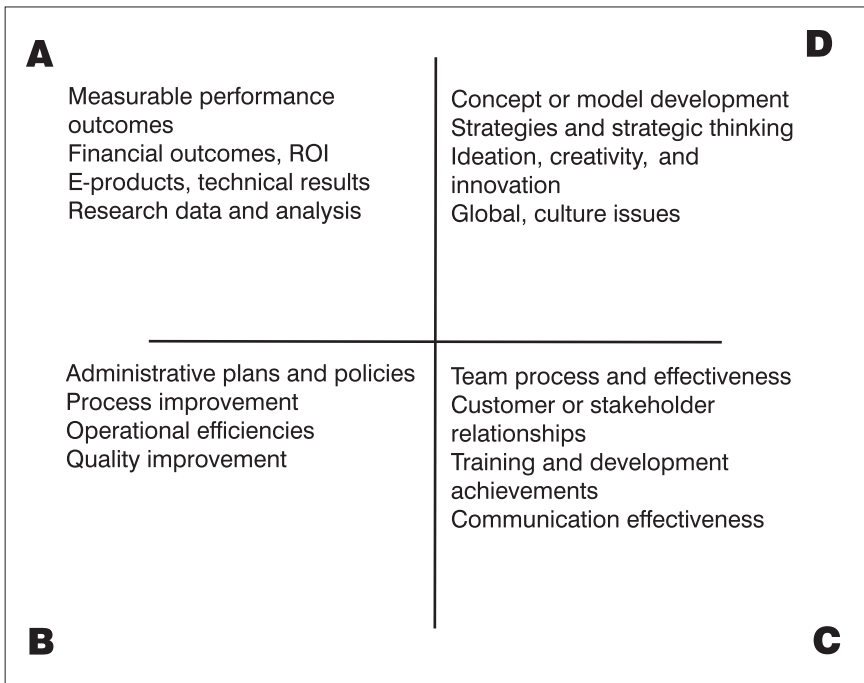 A
D
Measurable performance
outcomes
Financial outcomes, ROI
E-products, technical results
Research data and analysis
Concept or model development
Strategies and strategic thinking
Ideation, creativity, and
innovation
Global, culture issues
Administrative plans and policies
Process improvement
Operational efficiencies
Quality improvement
Team process and effectiveness
Customer or stakeholder
relationships
Training and development
achievements
Communication effectiveness
B
C